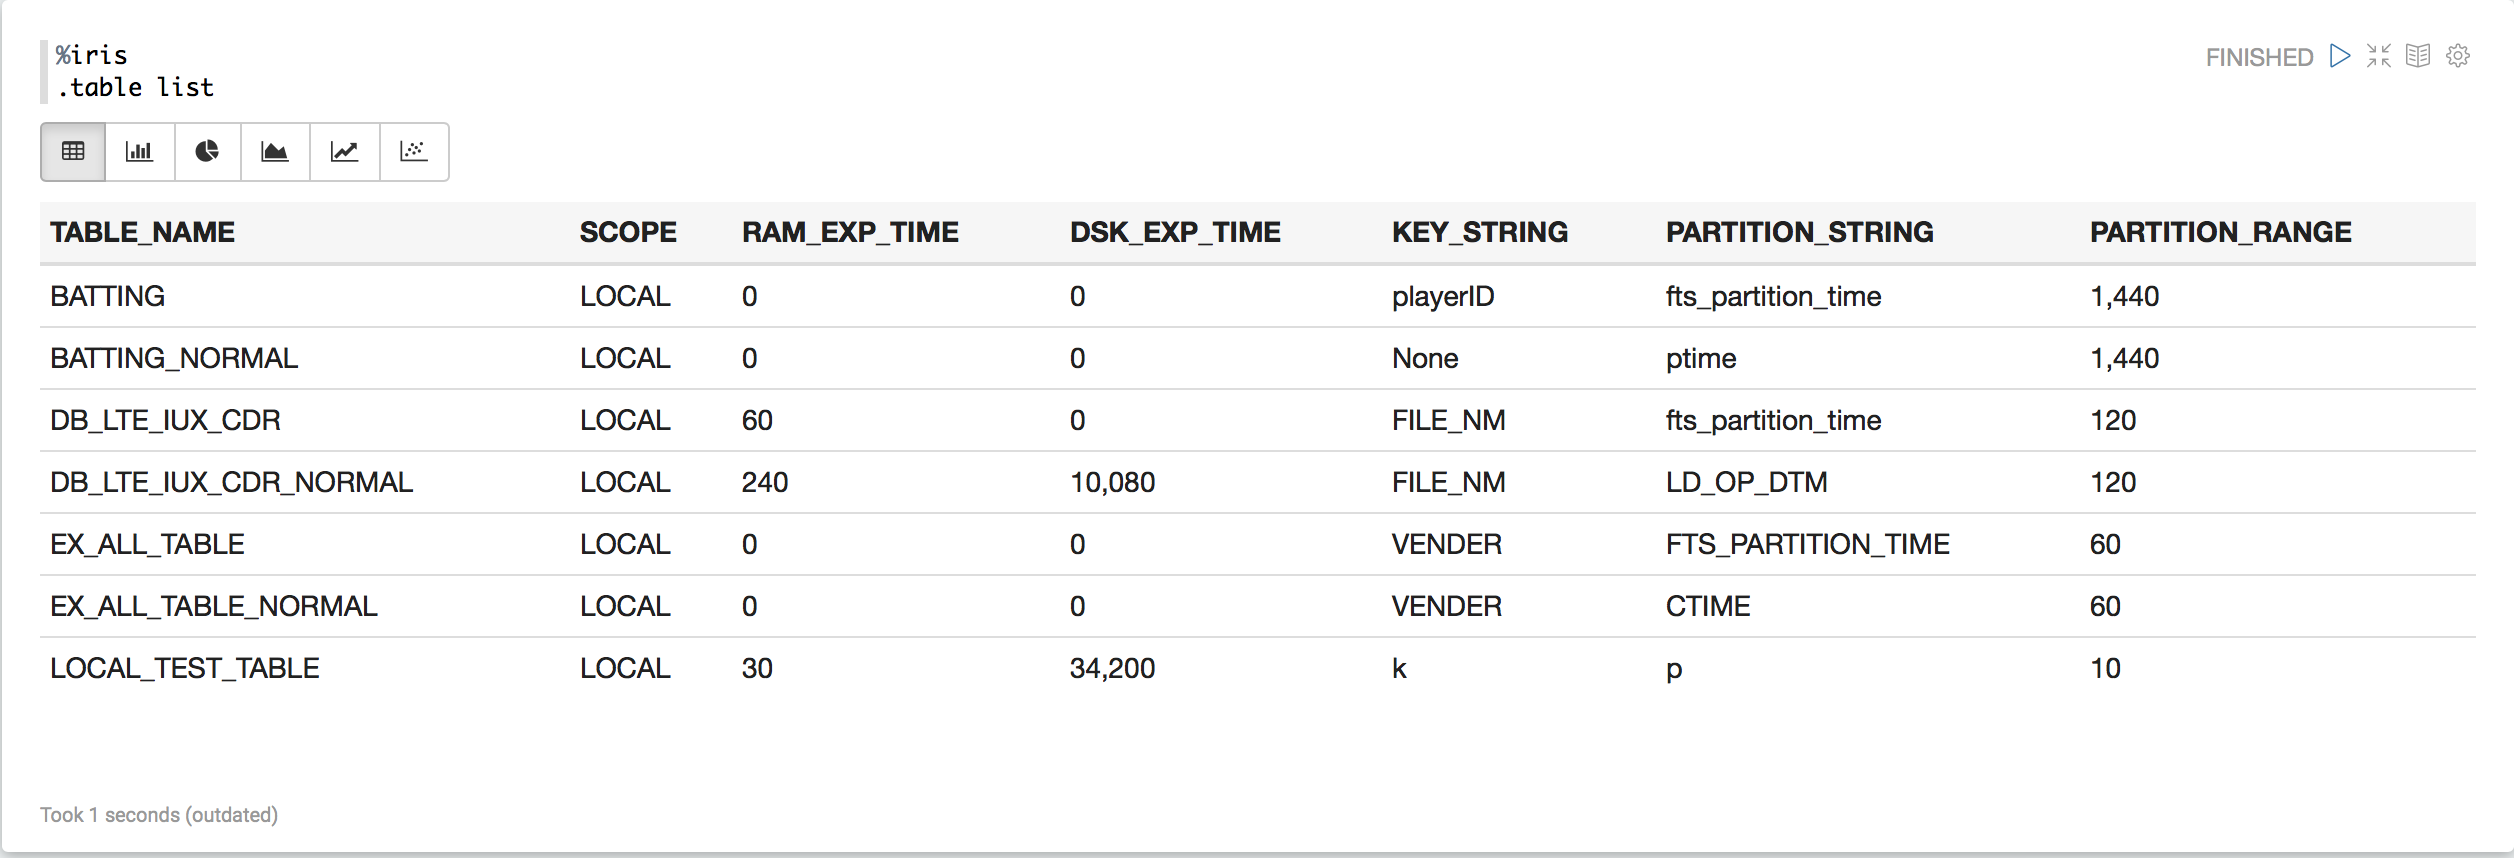 %iris
.table list
FINISHED
TABLE_NAME SCOPE RAM_EXP_TIME DSK_EXP_TIME KEY_STRING PARTITION_STRING PARTITION_RANGE
BATTING LOCAL 0 0 playerID fts_partition_time 1,440
BATTING_NORMAL LOCAL 0 0 None ptime 1,440
DB_LTE_IUX_CDR LOCAL 60 0 FILE_NM fts_partition_time 120
DB_LTE_IUX_CDR_NORMAL LOCAL 240 10,080 FILE_NM LD_OP_DTM 120
EX_ALL_TABLE LOCAL 0 0 VENDER FTS_PARTITION_TIME 60
EX_ALL_TABLE_NORMAL LOCAL 0 0 VENDER CTIME 60
LOCAL_TEST_TABLE LOCAL 30 34,200 k p 10
Took 1 seconds (outdated)